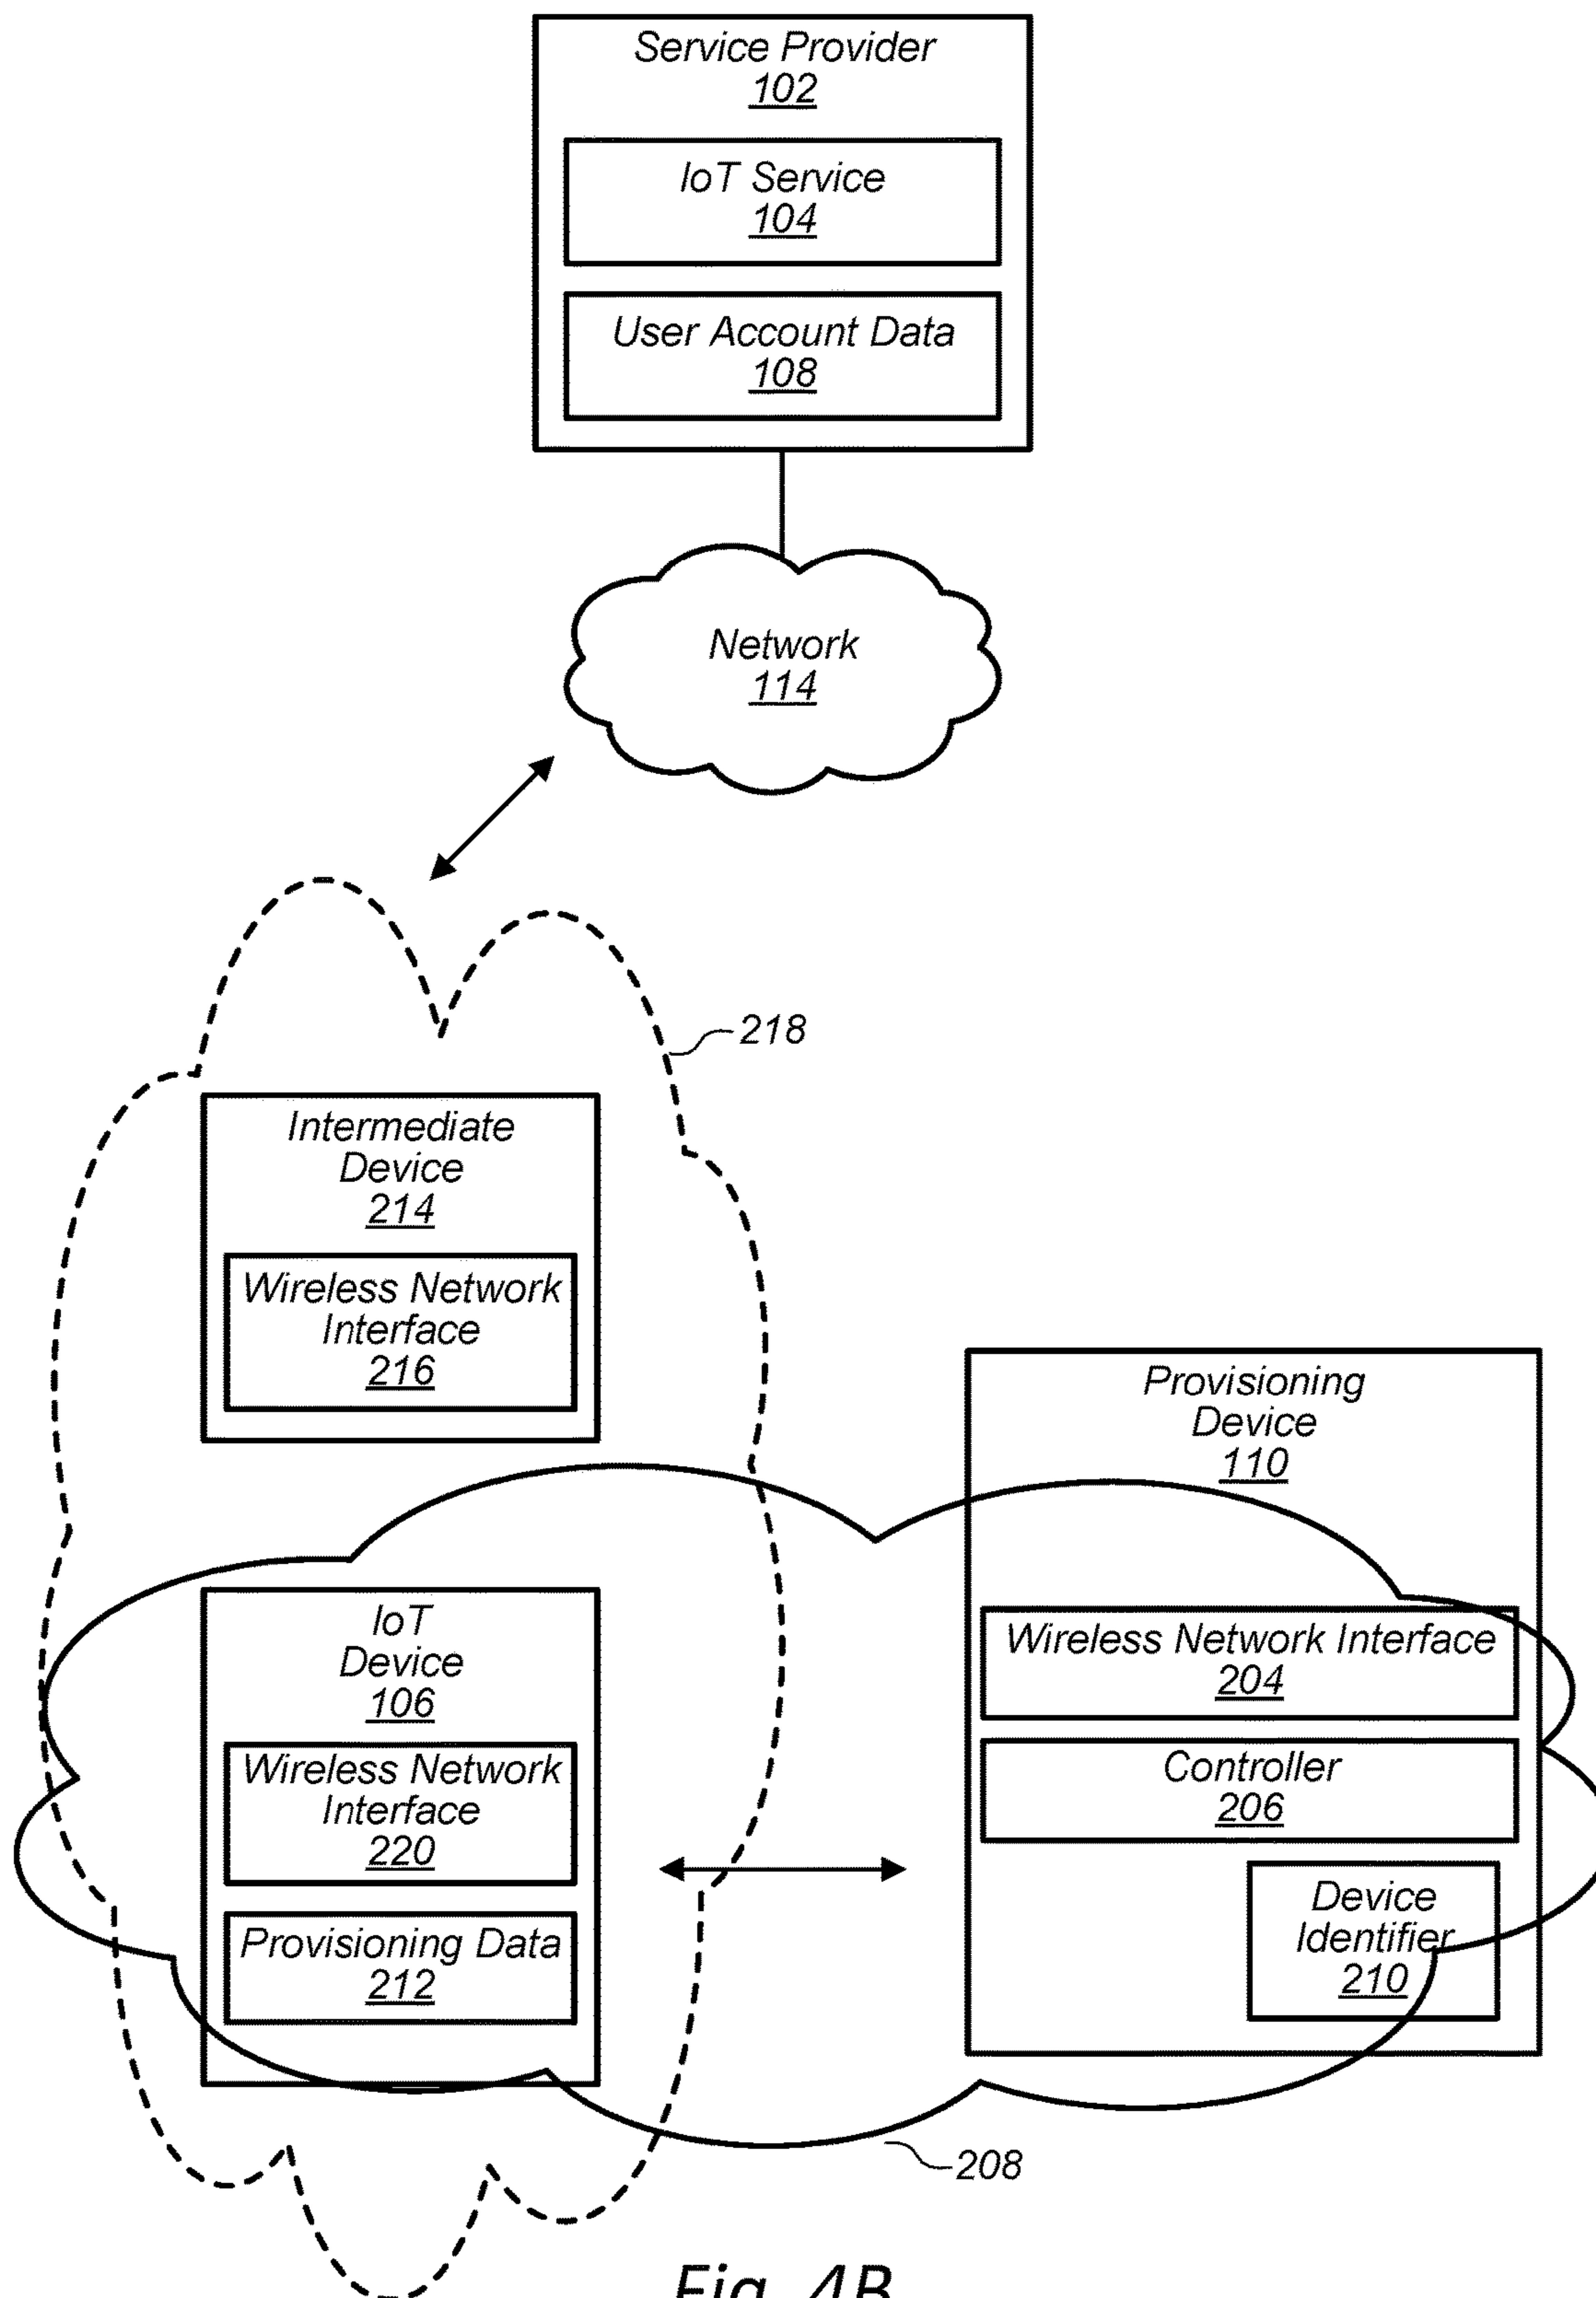 Service Provider
102
IoT Service
104
User Account Data
108
Network
114
218
Intermediate
Device
214
Wireless Network
Interface
216
Provisioning
Device
110
IoT
Device
106
Wireless Network Interface
204
Wireless Network
Interface
220
Controller
206
Provisioning Data
212
Device
Identifier
210
208
Fig. 4B